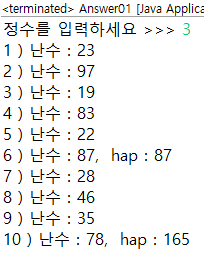 <terminated> Answer01 [Java Applica
정수를 입력하세요 >>> 3
1 ) 난수 : 23
2 ) 난수 : 97
3 ) 난수 : 19
4 ) 난수 : 83
5 ) 난수 : 22
6 ) 난수 : 87,  hap : 87
7 ) 난수 : 28
8 ) 난수 : 46
9 ) 난수 : 35
10 ) 난수 : 78,  hap : 165